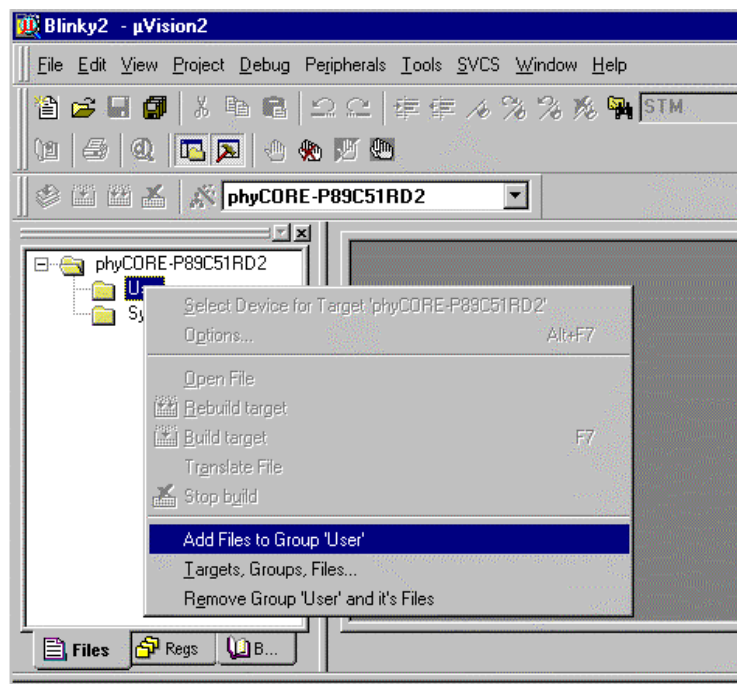 Blinky2 - µVision2
File Edit View Project Debug Peripherals Tools SVCS Window Help
STM
phyCORE-P89C51RD2
phyCORE-P89C51RD2
Select Device for Target 'phyCORE-P89C51RD2'
Options... Alt+F7
Open File
Rebuild target
Build target F7
Translate File
Stop build
Add Files to Group 'User'
Targets, Groups, Files...
Remove Group 'User' and it's Files
Files Regs B...